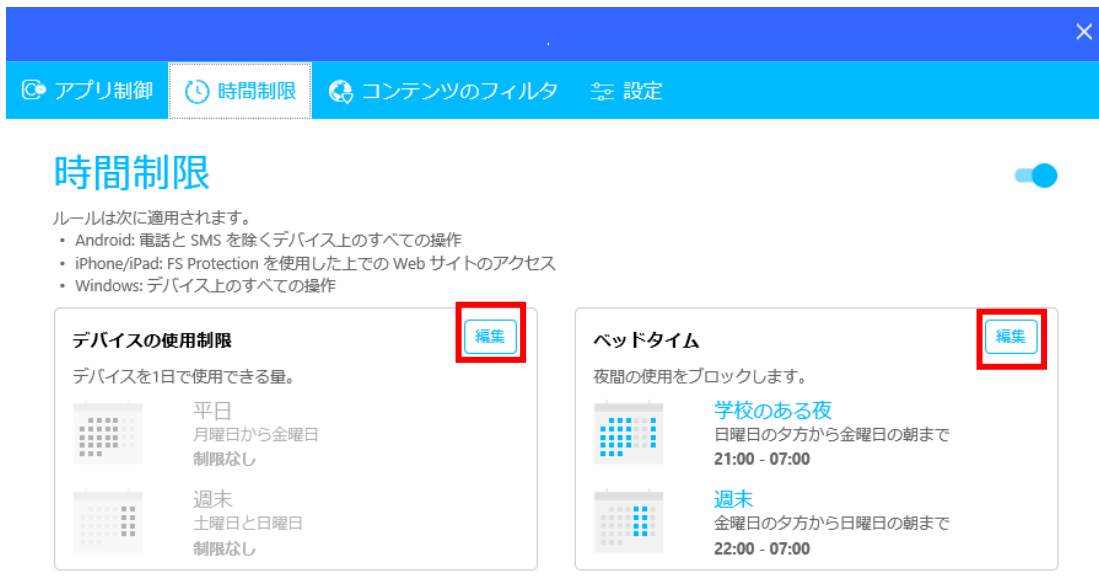 アプリ制御 時間制限 コンテンツのフィルタ 設定
時間制限
ルールは次に適用されます。
• Android: 電話と SMS を除くデバイス上のすべての操作
• iPhone/iPad: FS Protection を使用した上での Web サイトのアクセス
• Windows: デバイス上のすべての操作
デバイスの使用制限 編集
デバイスを1日で使用できる量。
平日
月曜日から金曜日
制限なし
週末
土曜日と日曜日
制限なし
ベッドタイム 編集
夜間の使用をブロックします。
学校のある夜
日曜日の夕方から金曜日の朝まで
21:00 - 07:00
週末
金曜日の夕方から日曜日の朝まで
22:00 - 07:00